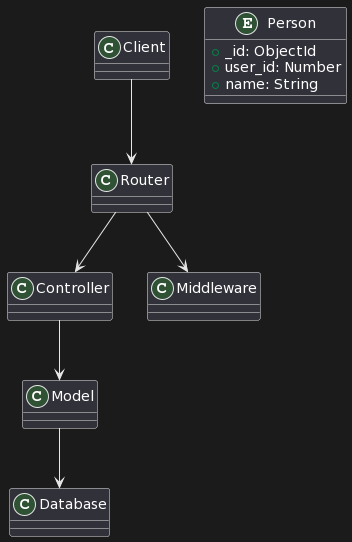 C Client
E Person
_id: ObjectId
user_id: Number
name: String
C Router
C Controller
C Middleware
C Model
C Database